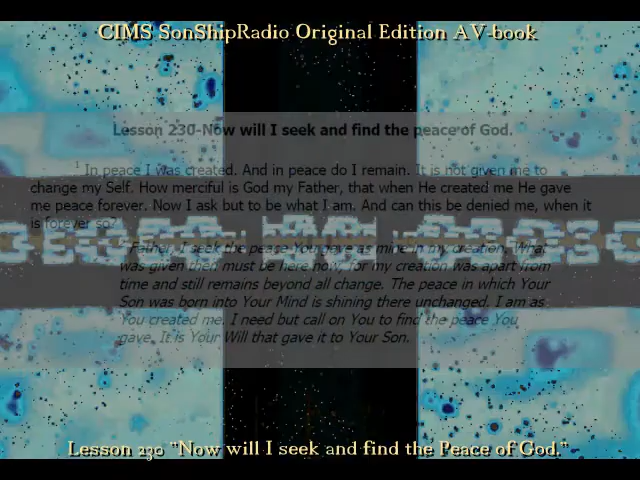 CIMS SonShipRadio Original Edition AV-book
Lesson 230-Now will I seek and find the peace of God.
1 In peace I was created. And in peace do I remain. It is not given me to
change my Self. How merciful is God my Father, that when He created me He gave
me peace forever. Now I ask but to be what I am. And can this be denied me, when it
is forever so?
Father, I seek the peace You gave as mine in my creation. What
was given then must be here now, for my creation was apart from
time and still remains beyond all change. The peace in which Your
Son was born into Your Mind is shining there unchanged. I am as
You created me. I need but call on You to find the peace You
gave. It is Your Will that gave it to Your Son.
Lesson 230 "Now will I seek and find the Peace of God."